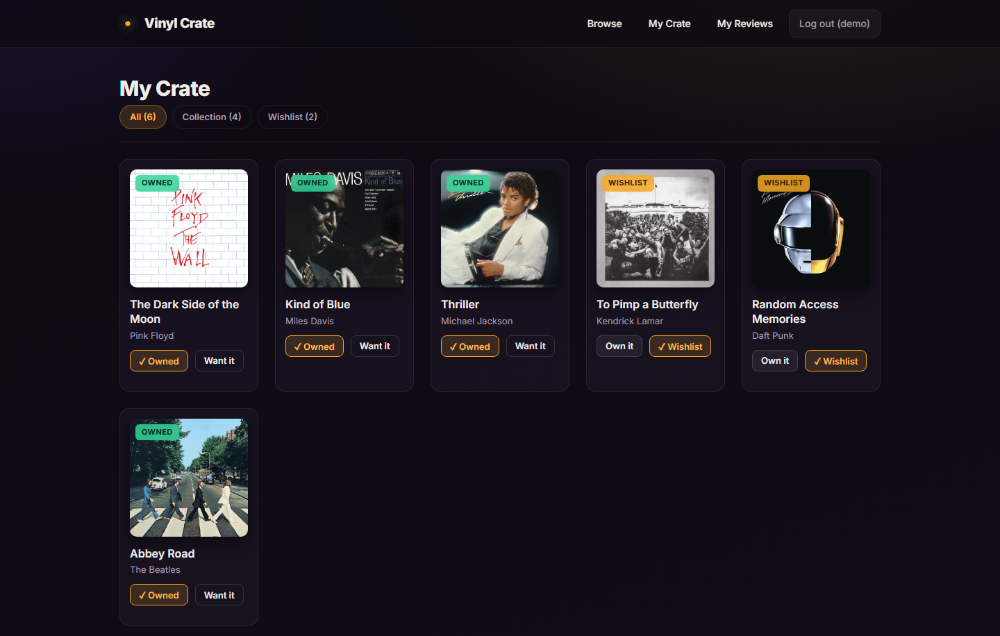 Vinyl Crate
Browse
My Crate
My Reviews
Log out (demo)
My Crate
All (6)
Collection (4)
Wishlist (2)
OWNED
PINK
FLOYD
THE
WALL
The Dark Side of the
Moon
Pink Floyd
✓ Owned
Want it
OWNED
DAVIS
COLUMBIA
Kind of Blue
Kind of Blue
Miles Davis
✓ Owned
Want it
OWNED
Thriller
Thriller
Michael Jackson
✓ Owned
Want it
WISHLIST
To Pimp a Butterfly
Kendrick Lamar
Own it
✓ Wishlist
WISHLIST
Memories
Random Access
Memories
Daft Punk
Own it
✓ Wishlist
OWNED
Abbey Road
The Beatles
✓ Owned
Want it